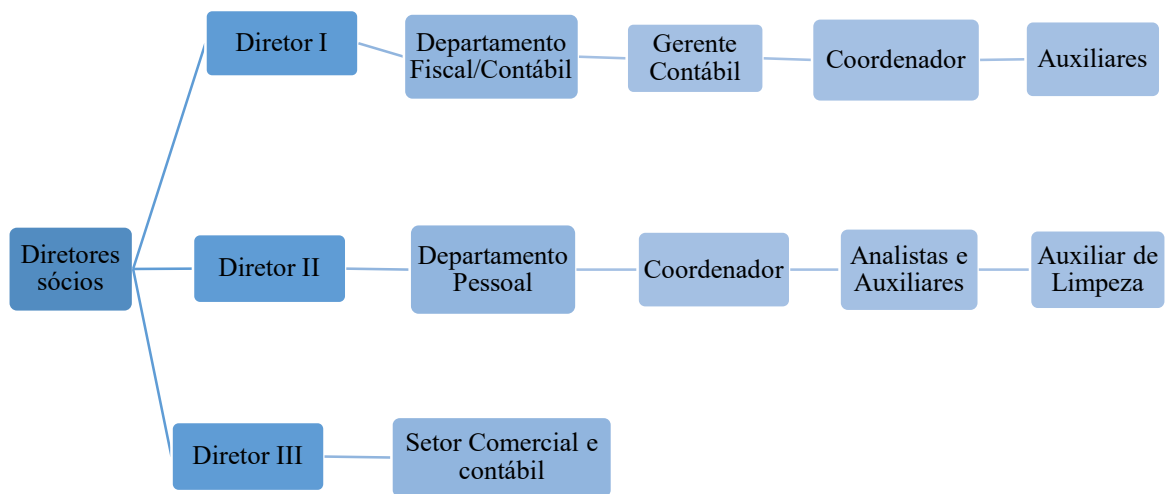 Diretor I
Departamento
Fiscal/Contábil
Gerente
Contábil
Coordenador
Auxiliares
Diretores
sócios
Diretor II
Departamento
Pessoal
Coordenador
Analistas e
Auxiliares
Auxiliar de
Limpeza
Diretor III
Setor Comercial e
contábil